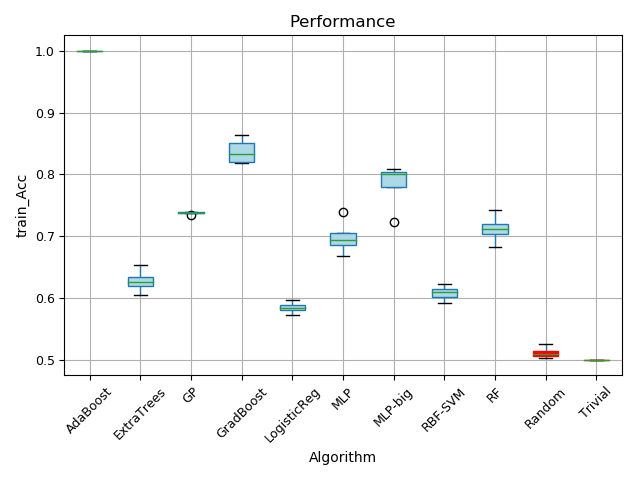 Performance
train_Acc
1.0
0.9
0.8
0.7
0.6
0.5
AdaBoost
ExtraTrees
GP
GradBoost
LogisticReg
MLP
MLP-big
RBF-SVM
RF
Random
Trivial
Algorithm